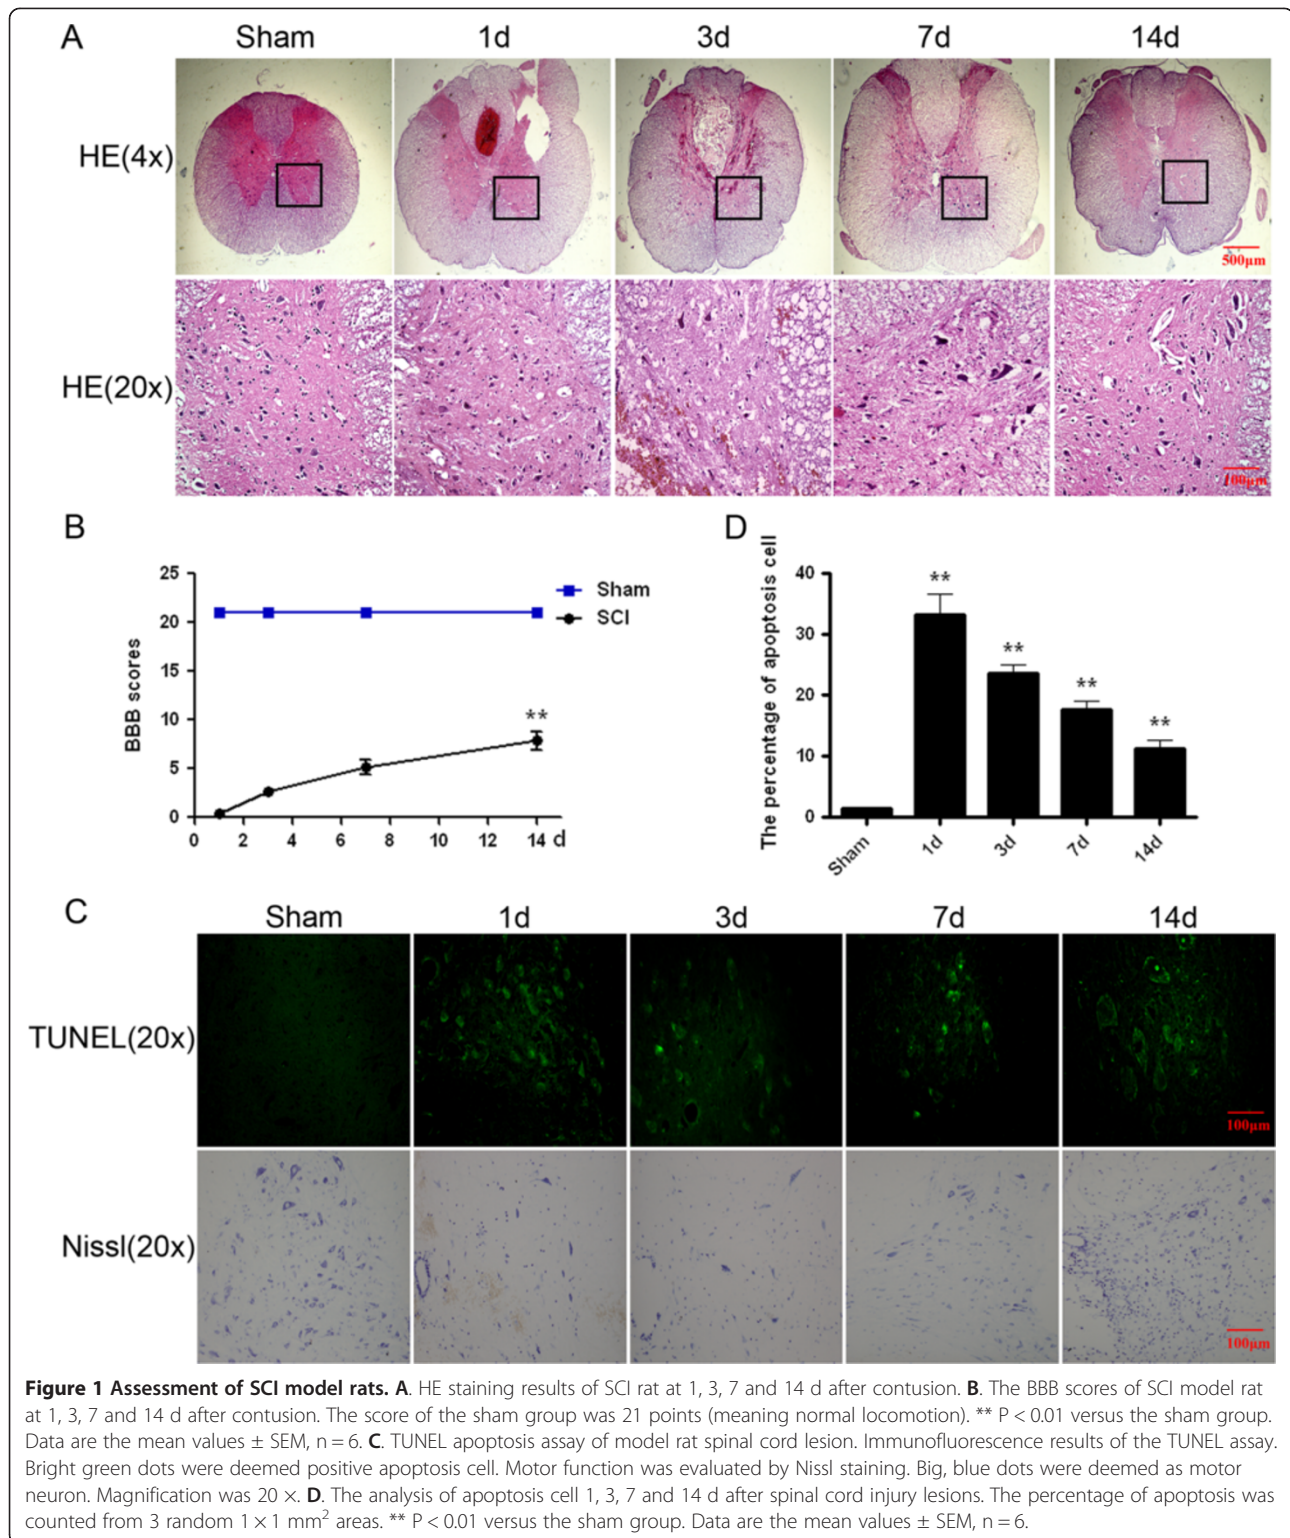 A
Sham 1d 3d 7d 14d
HE(4x)
500μm
HE(20x)
100μm
B
25
20
15
10
5
0
BBB scores
0 2 4 6 8 10 12 14 d
Sham
SCI
**
D
The percentage of apoptosis cell
40
30
20
10
0
** ** ** **
Sham 1d 3d 7d 14d
C
Sham 1d 3d 7d 14d
TUNEL(20x)
100μm
Nissl(20x)
100μm
Figure 1 Assessment of SCI model rats. A. HE staining results of SCI rat at 1, 3, 7 and 14 d after contusion. B. The BBB scores of SCI model rat
at 1, 3, 7 and 14 d after contusion. The score of the sham group was 21 points (meaning normal locomotion). ** P < 0.01 versus the sham group.
Data are the mean values ± SEM, n = 6. C. TUNEL apoptosis assay of model rat spinal cord lesion. Immunofluorescence results of the TUNEL assay.
Bright green dots were deemed positive apoptosis cell. Motor function was evaluated by Nissl staining. Big, blue dots were deemed as motor
neuron. Magnification was 20 ×. D. The analysis of apoptosis cell 1, 3, 7 and 14 d after spinal cord injury lesions. The percentage of apoptosis was
counted from 3 random 1 × 1 mm² areas. ** P < 0.01 versus the sham group. Data are the mean values ± SEM, n = 6.